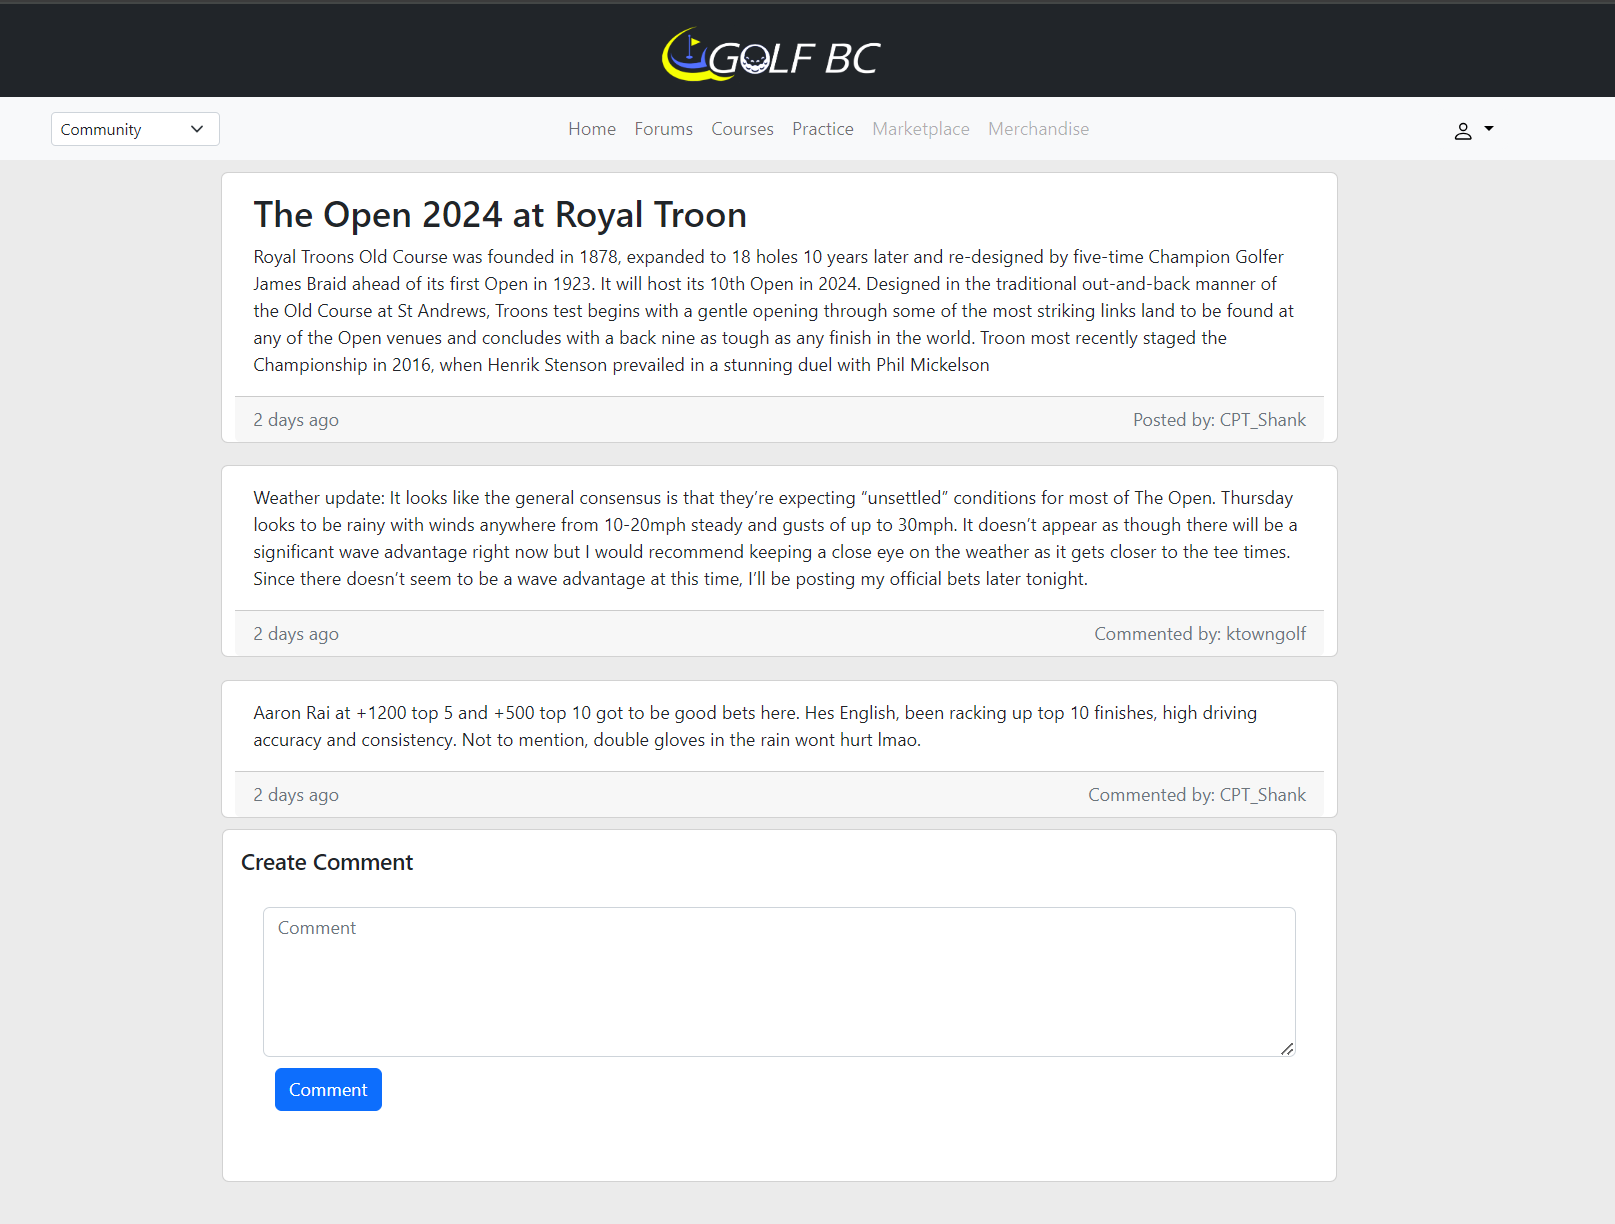 GOLF BC
Community
Home Forums Courses Practice Marketplace Merchandise
The Open 2024 at Royal Troon
Royal Troons Old Course was founded in 1878, expanded to 18 holes 10 years later and re-designed by five-time Champion Golfer
James Braid ahead of its first Open in 1923. It will host its 10th Open in 2024. Designed in the traditional out-and-back manner of
the Old Course at St Andrews, Troons test begins with a gentle opening through some of the most striking links land to be found at
any of the Open venues and concludes with a back nine as tough as any finish in the world. Troon most recently staged the
Championship in 2016, when Henrik Stenson prevailed in a stunning duel with Phil Mickelson
2 days ago Posted by: CPT_Shank
Weather update: It looks like the general consensus is that they’re expecting “unsettled” conditions for most of The Open. Thursday
looks to be rainy with winds anywhere from 10-20mph steady and gusts of up to 30mph. It doesn’t appear as though there will be a
significant wave advantage right now but I would recommend keeping a close eye on the weather as it gets closer to the tee times.
Since there doesn’t seem to be a wave advantage at this time, I’ll be posting my official bets later tonight.
2 days ago Commented by: ktowngolf
Aaron Rai at +1200 top 5 and +500 top 10 got to be good bets here. Hes English, been racking up top 10 finishes, high driving
accuracy and consistency. Not to mention, double gloves in the rain wont hurt lmao.
2 days ago Commented by: CPT_Shank
Create Comment
Comment
Comment